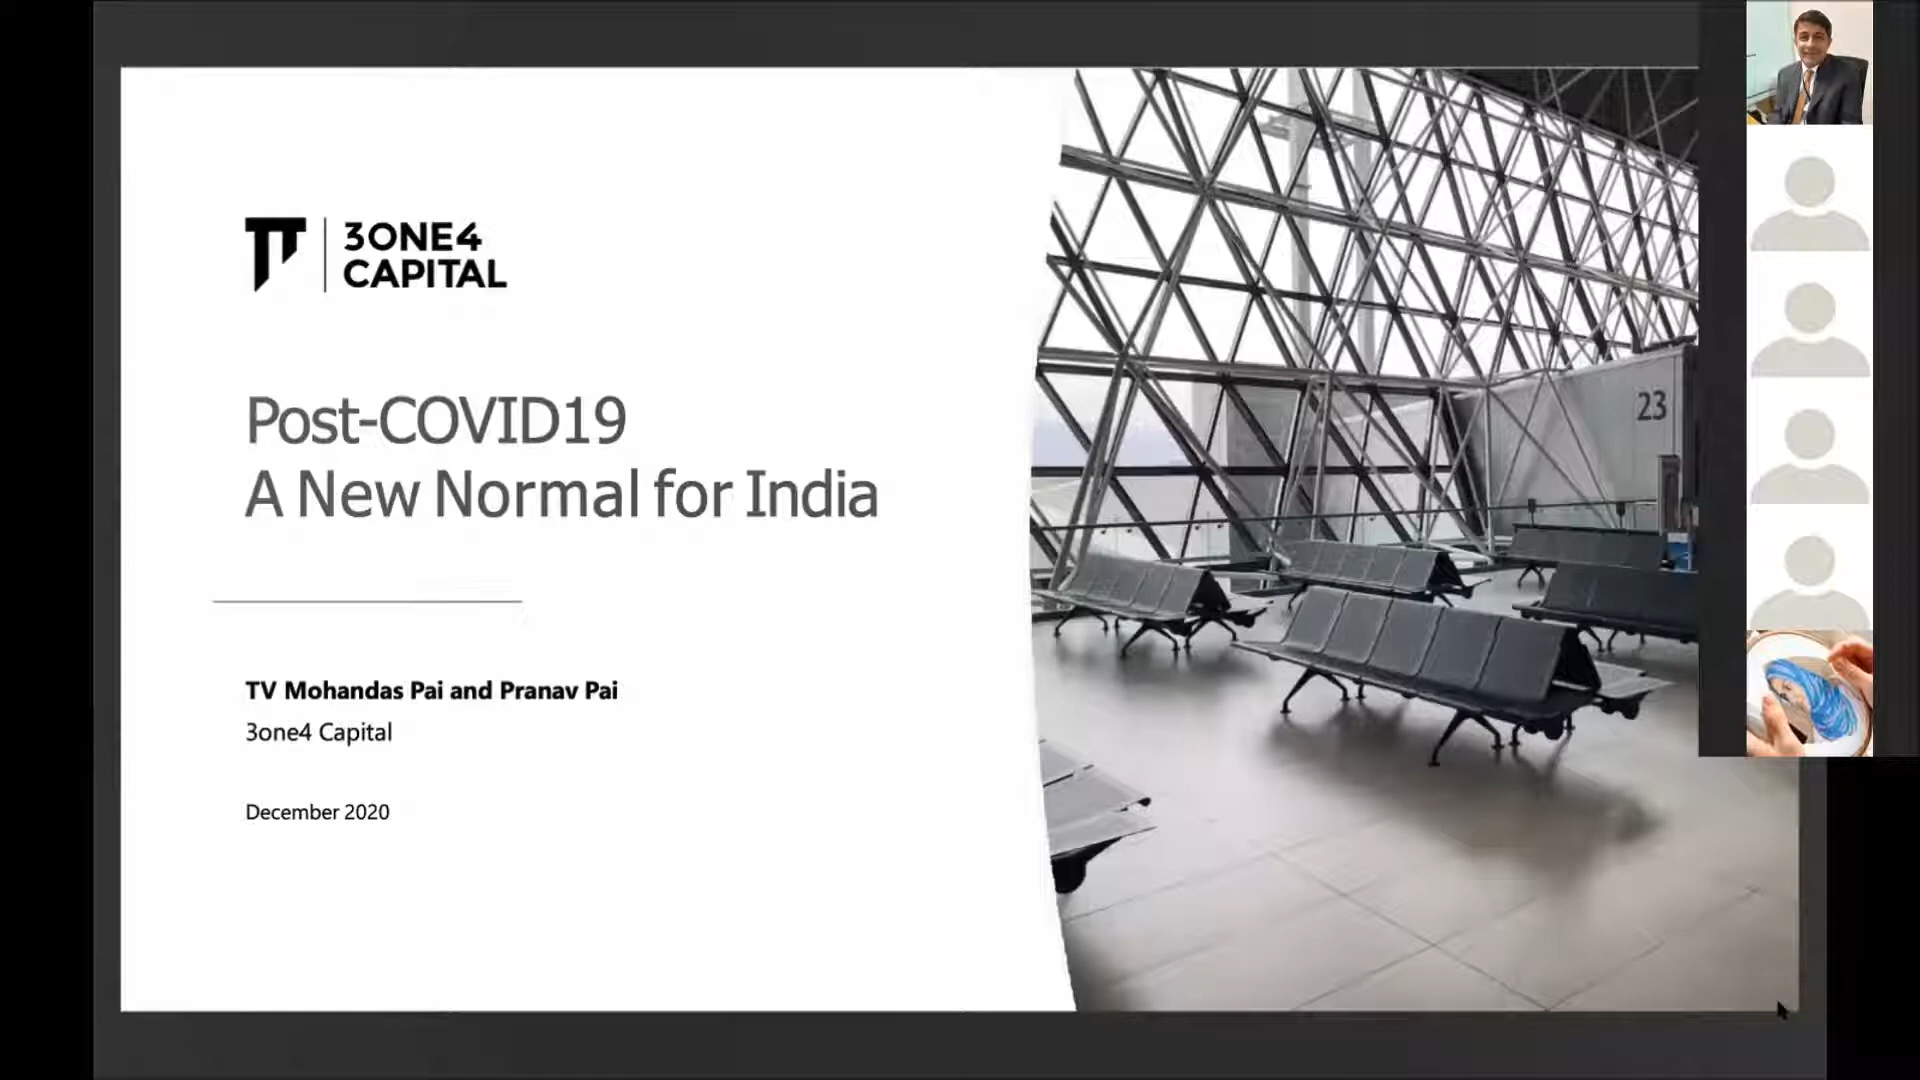 3ONE4
CAPITAL
Post-COVID19
A New Normal for India
TV Mohandas Pai and Pranav Pai
3one4 Capital
December 2020
23